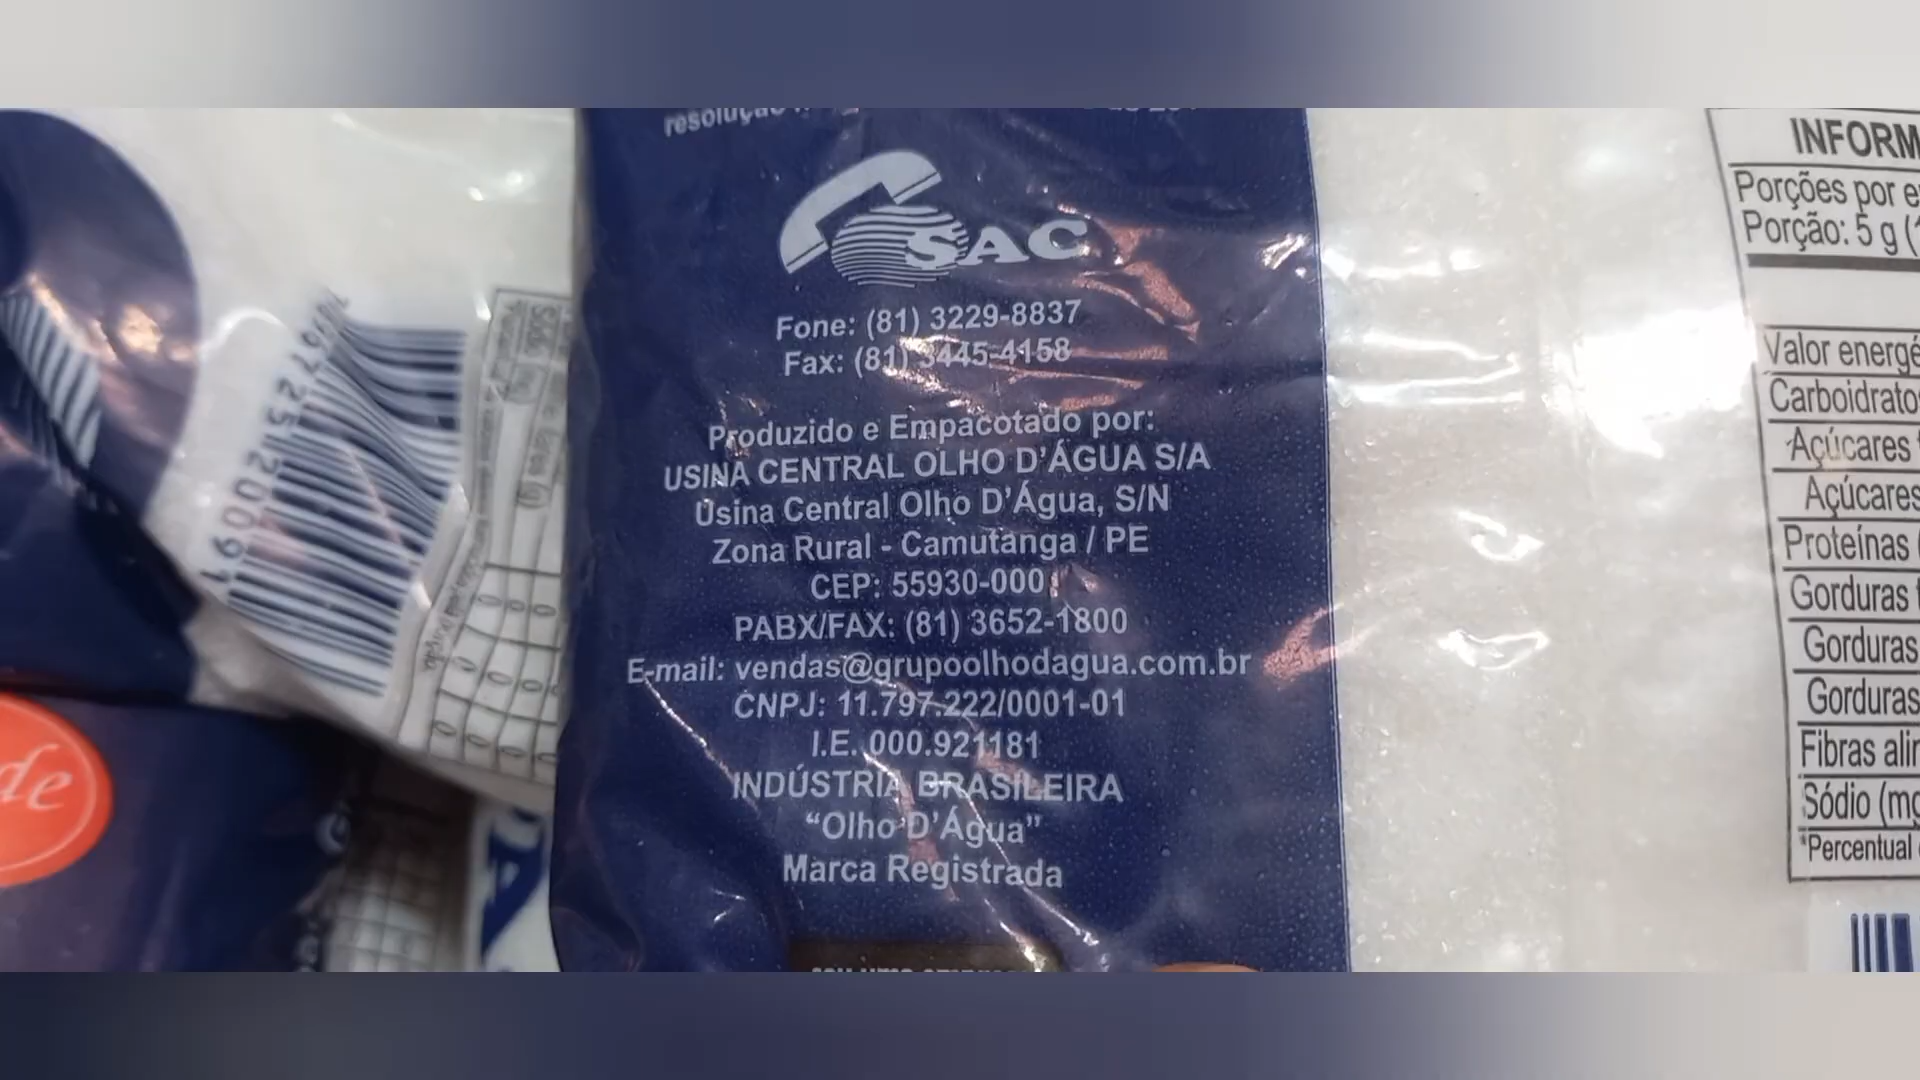 resolução
SAC
Fone: (81) 3229-8837
Fax: (81) 3445-4158
Produzido e Empacotado por:
USINA CENTRAL OLHO D'ÁGUA S/A
Usina Central Olho D'Água, S/N
Zona Rural - Camutanga / PE
CEP: 55930-000
PABX/FAX: (81) 3652-1800
E-mail: vendas@grupoolhodagua.com.br
CNPJ: 11.797.222/0001-01
I.E. 000.921181
INDÚSTRIA BRASILEIRA
“Olho D'Água”
Marca Registrada
de
INFORM
Porções por e
Porção: 5 g (
Valor energé
Carboidrato
Açúcares
Açúcares
Proteínas
Gorduras
Gorduras
Gorduras
Fibras alir
Sódio (mg
*Percentual